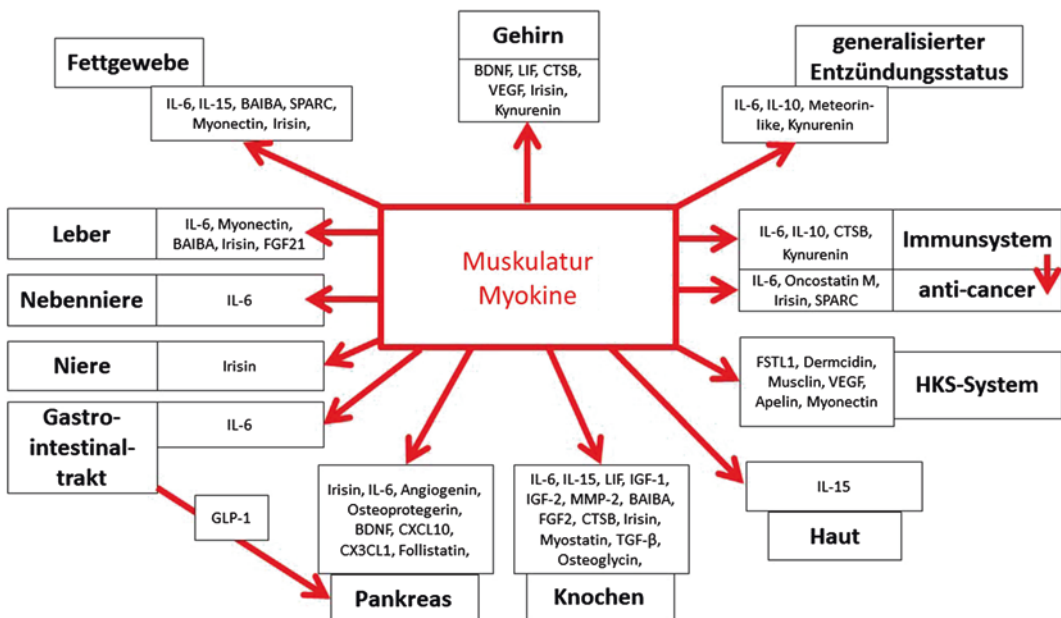 Gehirn
BDNF, LIF, CTSB,
VEGF, Irisin,
Kynurenin
Fettgewebe
IL-6, IL-15, BAIBA, SPARC,
Myonectin, Irisin,
generalisierter
Entzündungsstatus
IL-6, IL-10, Meteorin-
like, Kynurenin
Muskulatur
Myokine
Leber
IL-6, Myonectin,
BAIBA, Irisin, FGF21
Nebenniere
IL-6
Niere
Irisin
Gastro-
intestinal-
trakt
IL-6
GLP-1
IL-6, IL-10, CTSB,
Kynurenin
Immunsystem
IL-6, Oncostatin M,
Irisin, SPARC
anti-cancer
FSTL1, Dermcidin,
Musclin, VEGF,
Apelin, Myonectin
HKS-System
Irisin, IL-6, Angiogenin,
Osteoprotegerin,
BDNF, CXCL10,
CX3CL1, Follistatin,
Pankreas
IL-6, IL-15, LIF, IGF-1,
IGF-2, MMP-2, BAIBA,
FGF2, CTSB, Irisin,
Myostatin, TGF-β,
Osteoglycin,
Knochen
IL-15
Haut